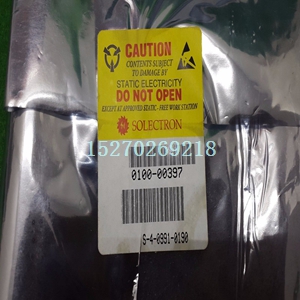 CAUTION
CONTENTS SUBJECT
TO DAMAGE BY
STATIC ELECTRICITY
DO NOT OPEN
EXCEPT AT APPROVED STATIC - FREE WORK STATION
SOLECTRON
15270269218
0100-00397
S-4-0991-0190